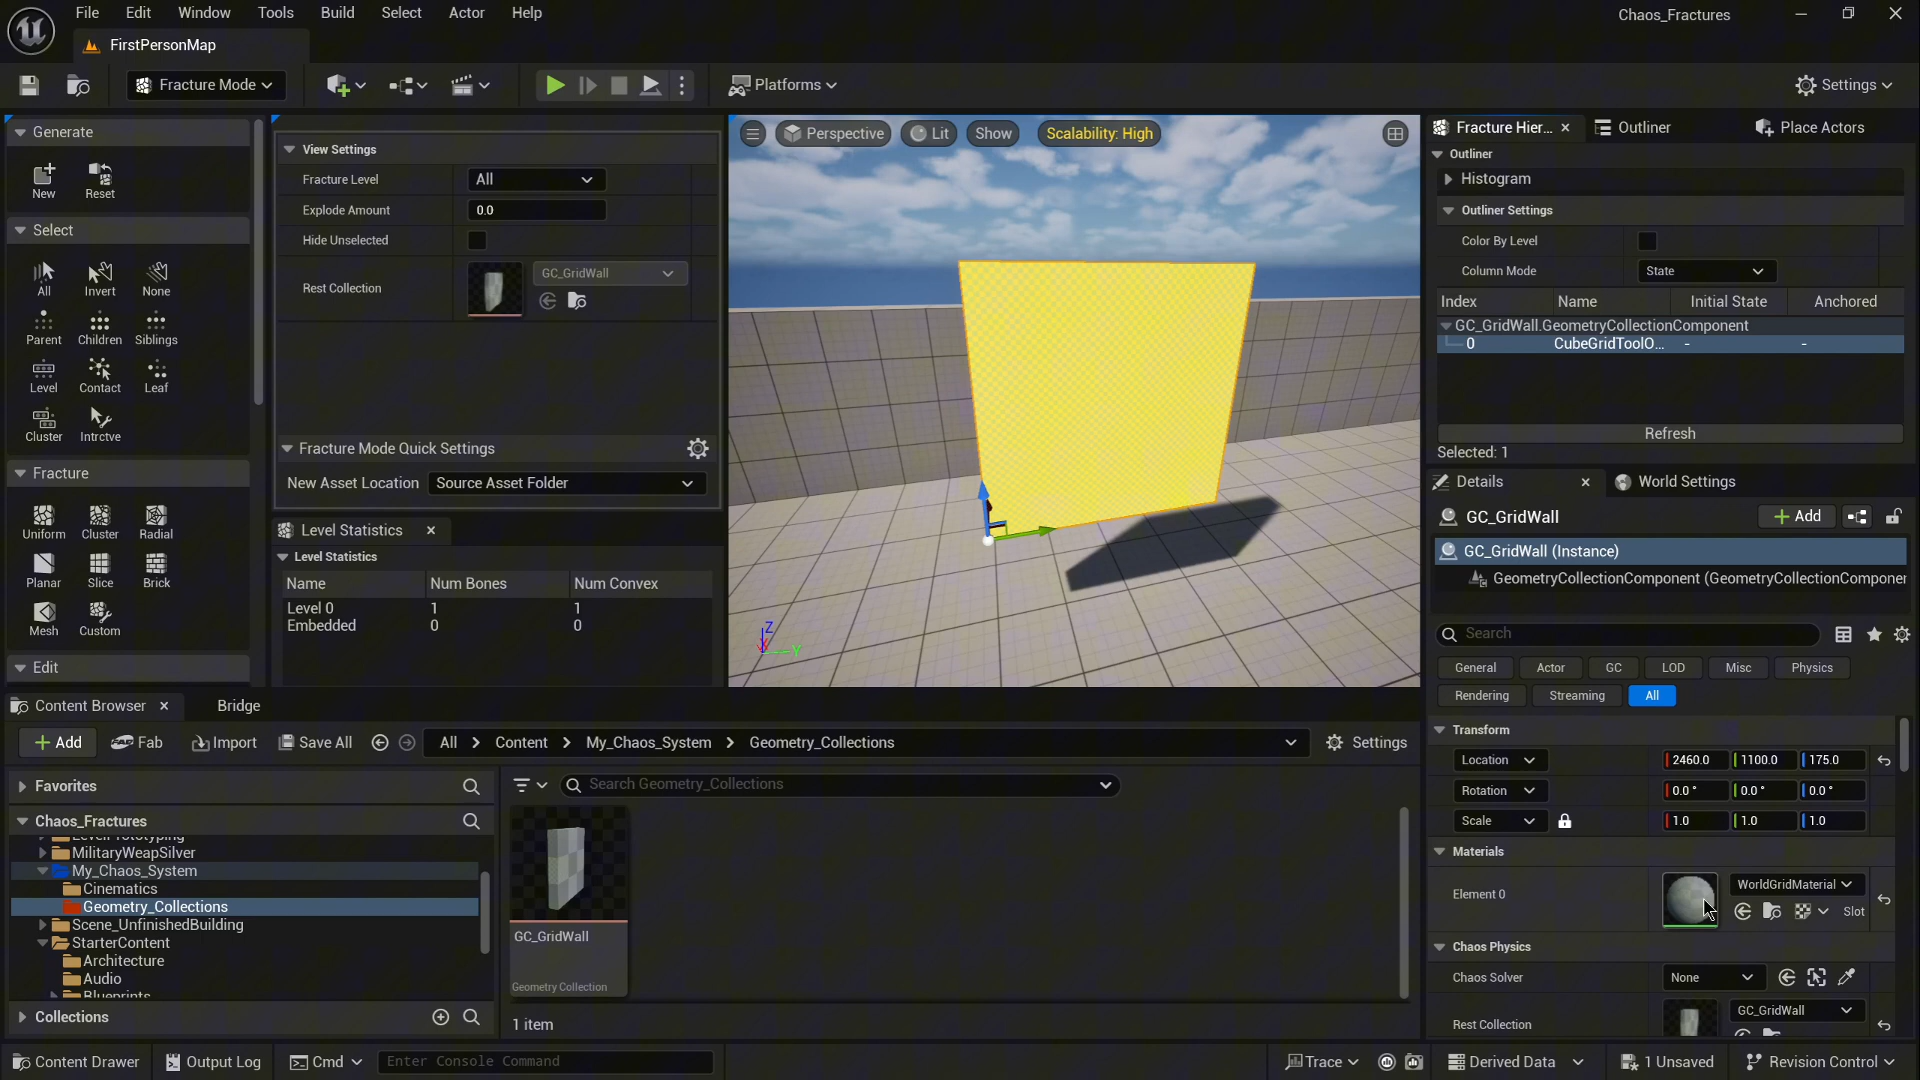 File Edit Window Tools Build Select Actor Help
Chaos_Fractures
FirstPersonMap
Fracture Mode
Platforms
Settings
Generate
New Reset
Select
All Invert None
Parent Children Siblings
Level Contact Leaf
Cluster Intrctve
Fracture
Uniform Cluster Radial
Planar Slice Brick
Mesh Custom
Edit
View Settings
Fracture Level All
Explode Amount 0.0
Hide Unselected
Rest Collection GC_GridWall
Fracture Mode Quick Settings
New Asset Location Source Asset Folder
Level Statistics
Level Statistics
Name Num Bones Num Convex
Level 0 1 1
Embedded 0 0
Perspective Lit Show Scalability: High
Z
X
Y
Fracture Hier... Outliner Place Actors
Outliner
Histogram
Outliner Settings
Color By Level
Column Mode State
Index Name Initial State Anchored
GC_GridWall.GeometryCollectionComponent
0 CubeGridToolO... - -
Refresh
Selected: 1
Details World Settings
GC_GridWall
Add
GC_GridWall (Instance)
GeometryCollectionComponent (GeometryCollectionComponen
Search
General Actor GC LOD Misc Physics
Rendering Streaming All
Transform
Location 2460.0 1100.0 175.0
Rotation 0.0° 0.0° 0.0°
Scale 1.0 1.0 1.0
Materials
Element 0 WorldGridMaterial
Slot
Chaos Physics
Chaos Solver None
Rest Collection GC_GridWall
Content Browser Bridge
Add Fab Import Save All
All Content My_Chaos_System Geometry_Collections
Settings
Favorites
Chaos_Fractures
LevelPrototyping
MilitaryWeapSilver
My_Chaos_System
Cinematics
Geometry_Collections
Scene_UnfinishedBuilding
StarterContent
Architecture
Audio
Blueprints
Collections
Search Geometry_Collections
GC_GridWall
Geometry Collection
1 item
Content Drawer Output Log Cmd Enter Console Command
Trace Derived Data 1 Unsaved Revision Control